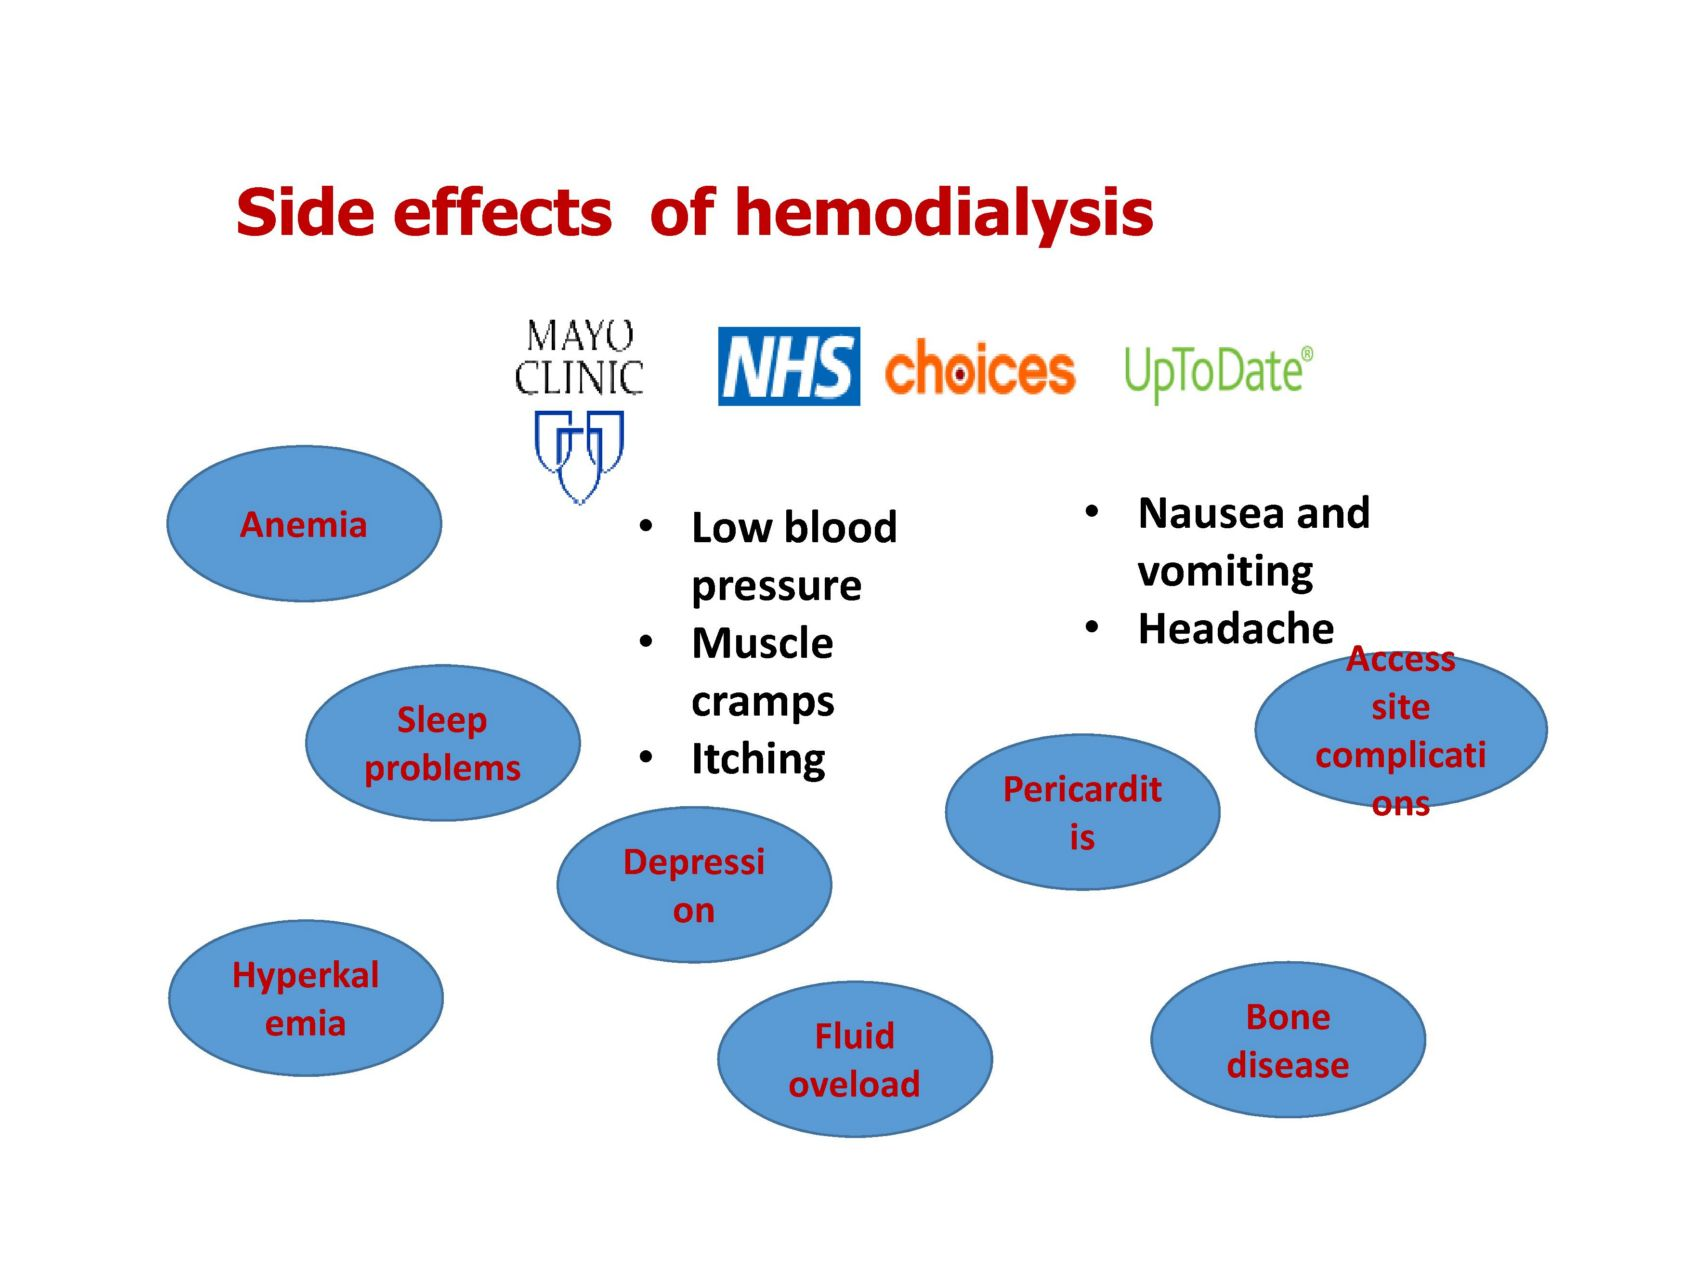 Side effects  of hemodialysis
MAYO
CLINIC
NHS choices
UpToDate®
Anemia
• Low blood
pressure
• Muscle
cramps
• Itching
• Nausea and
vomiting
• Headache
Access
site
complicati
ons
Sleep
problems
Pericardit
is
Depressi
on
Hyperkal
emia
Fluid
oveload
Bone
disease